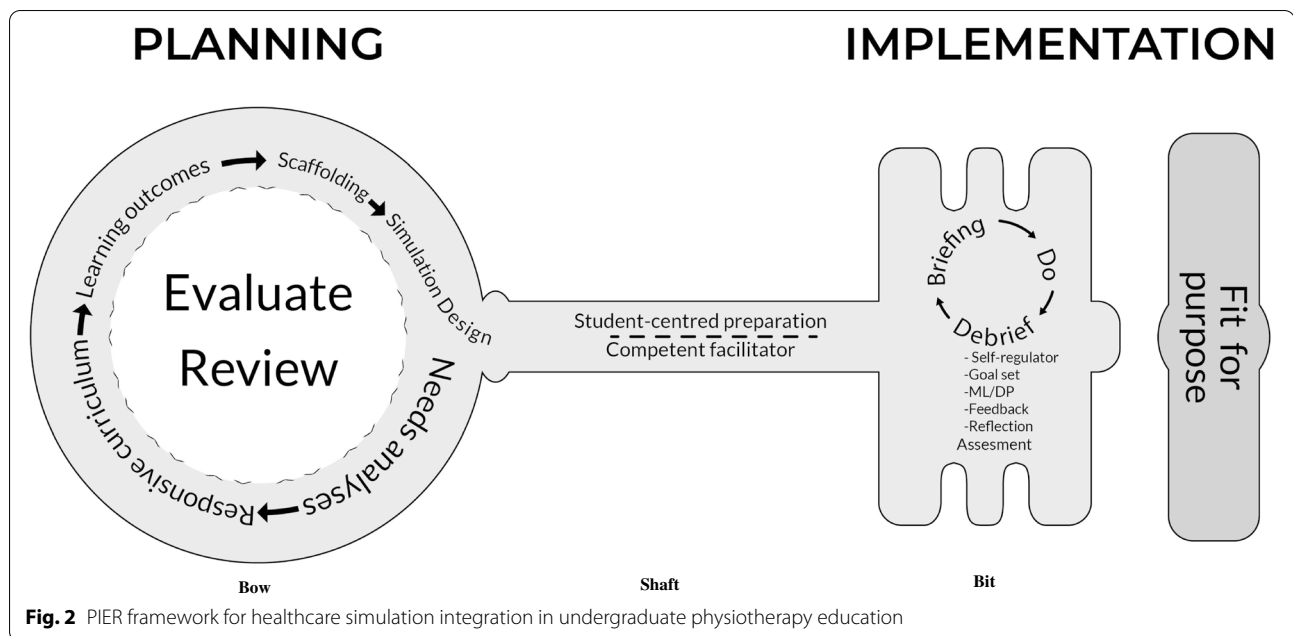 PLANNING
IMPLEMENTATION
Needs analyses
Responsive curriculum
Learning outcomes
Scaffolding
Simulation Design
Evaluate
Review
Student-centred preparation
Competent facilitator
Briefing
Do
Debrief
- Self-regulator
-Goal set
-ML/DP
-Feedback
-Reflection
Assesment
Fit for
purpose
Bow
Shaft
Bit
Fig. 2 PIER framework for healthcare simulation integration in undergraduate physiotherapy education